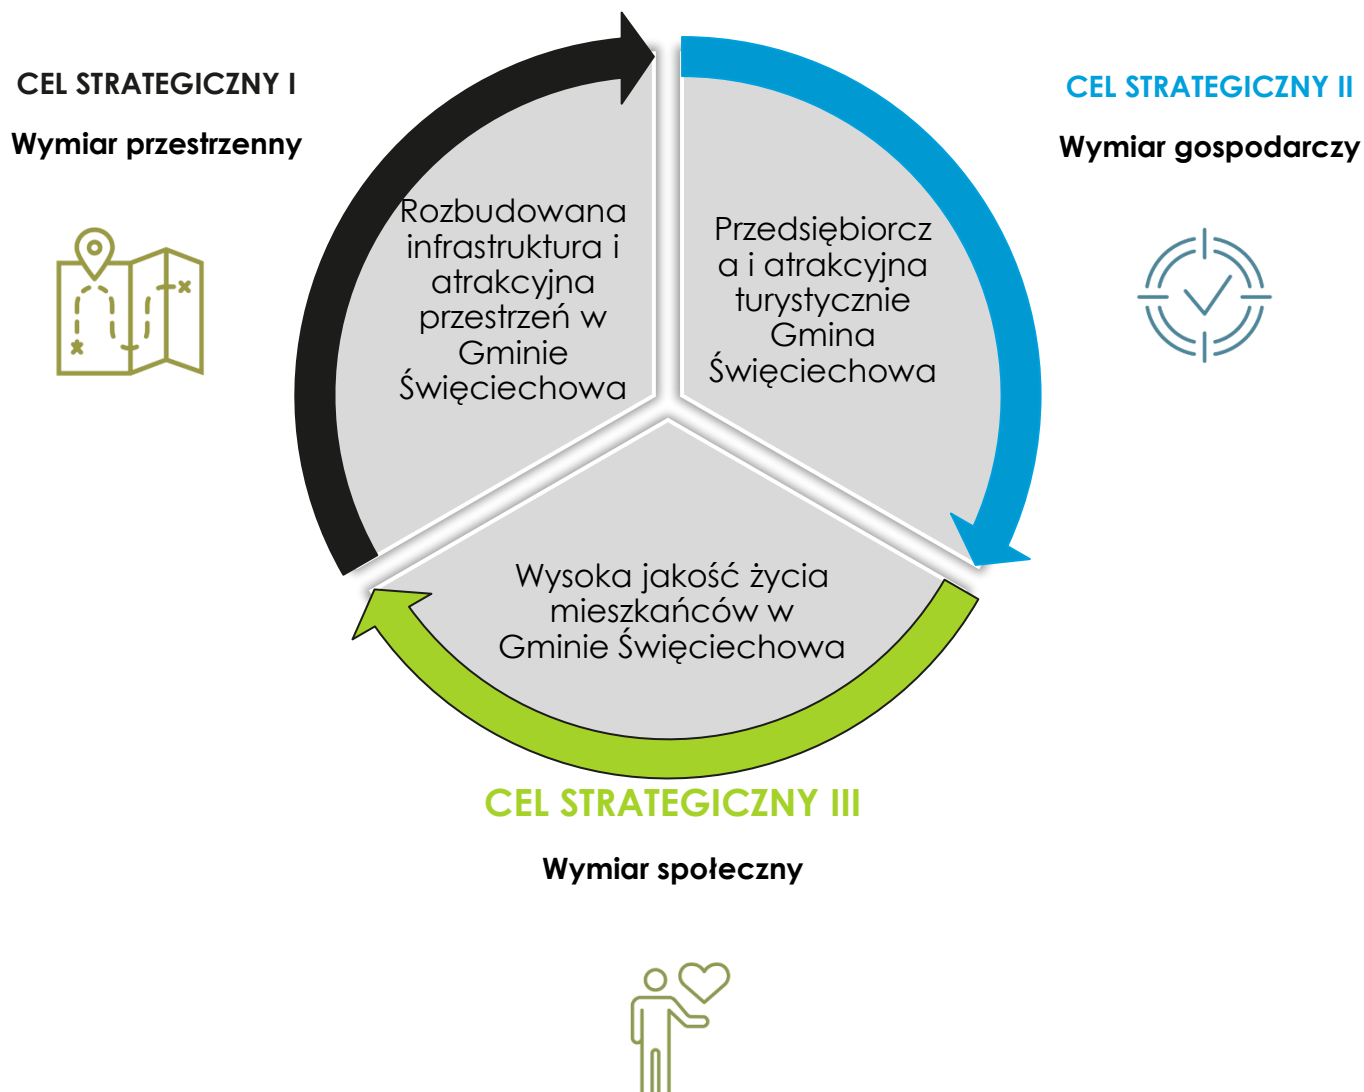 CEL STRATEGICZNY I
Wymiar przestrzenny
Rozbudowana
infrastruktura i
atrakcyjna
przestrzeń w
Gminie
Święciechowa
CEL STRATEGICZNY II
Wymiar gospodarczy
Przedsiębiorcz
a i atrakcyjna
turystycznie
Gmina
Święciechowa
Wysoka jakość życia
mieszkańców w
Gminie Święciechowa
CEL STRATEGICZNY III
Wymiar społeczny